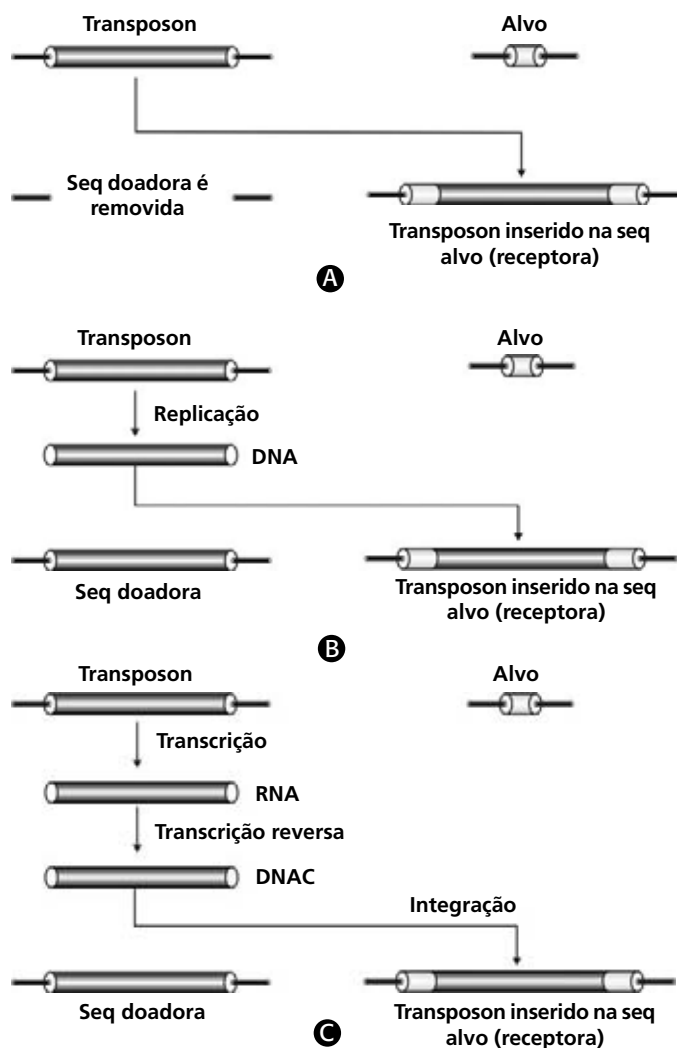 Transposon
Alvo
Seq doadora é
removida
Transposon inserido na seq
alvo (receptora)
A
Transposon
Alvo
Replicação
DNA
Seq doadora
Transposon inserido na seq
alvo (receptora)
B
Transposon
Alvo
Transcrição
RNA
Transcrição reversa
DNAC
Integração
Seq doadora
Transposon inserido na seq
alvo (receptora)
C